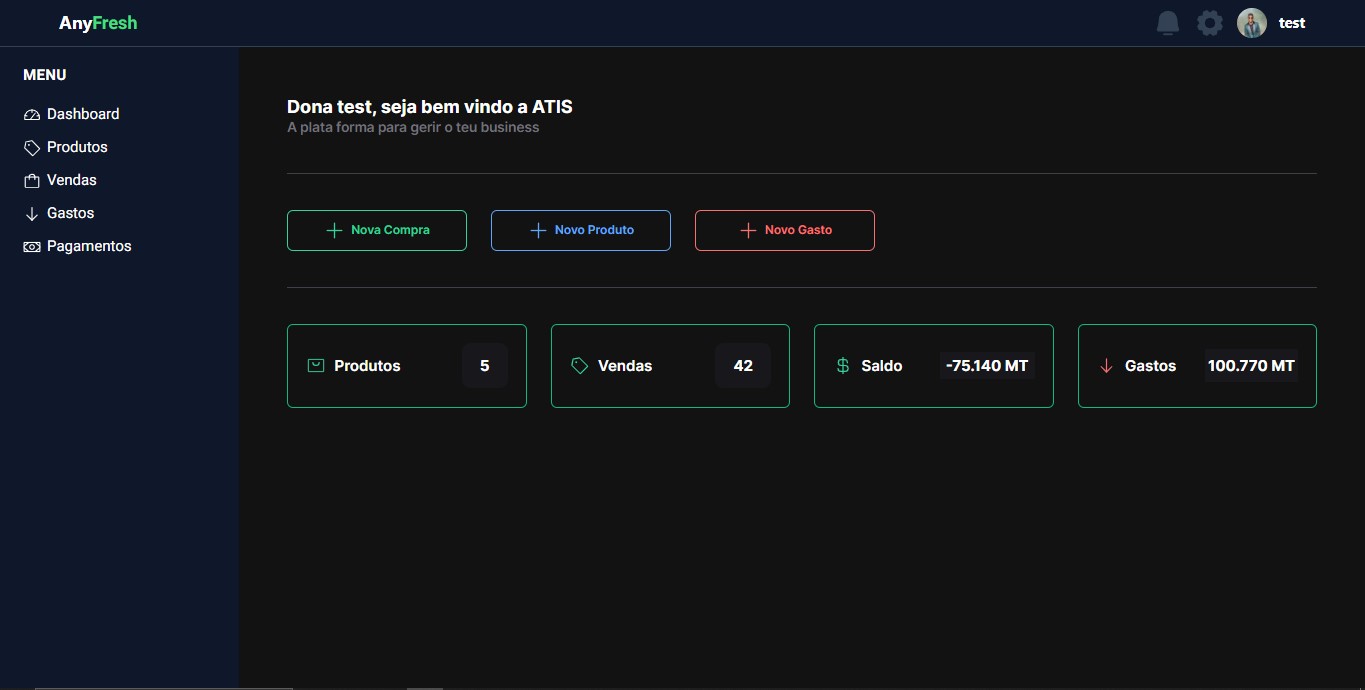 AnyFresh
test
MENU
Dashboard
Produtos
Vendas
Gastos
Pagamentos
Dona test, seja bem vindo a ATIS
A plata forma para gerir o teu business
Nova Compra
Novo Produto
Novo Gasto
Produtos 5
Vendas 42
Saldo -75.140 MT
Gastos 100.770 MT